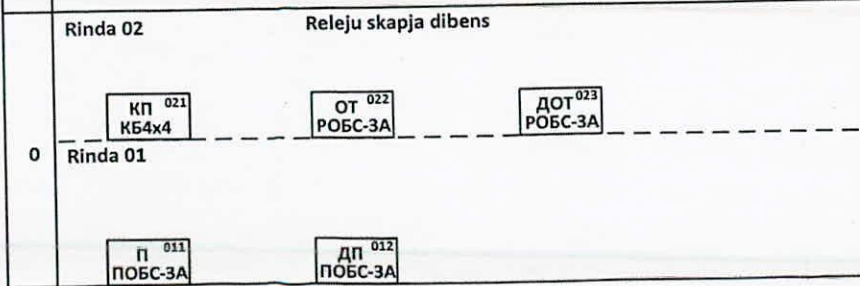 Rinda 02 Releju skapja dibens
КП 021 ОТ 022 ДОТ 023
КБ4х4 РОБС-3А РОБС-3А
0 Rinda 01
П 011 ДП 012
ПОБС-3А ПОБС-3А